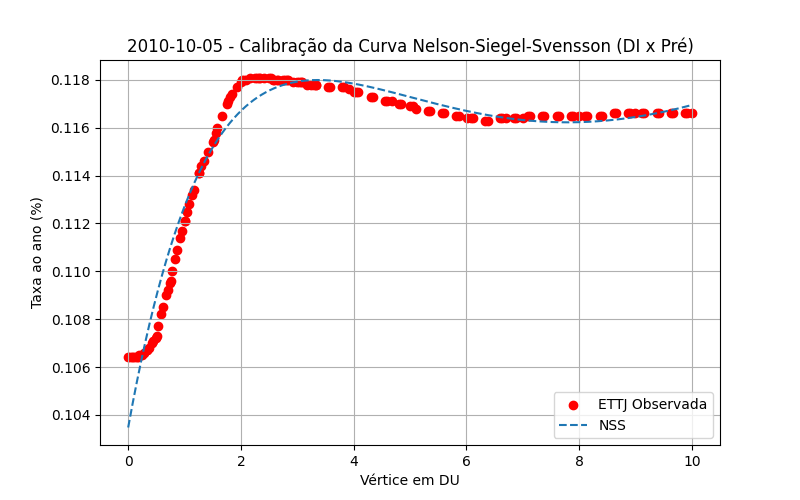 2010-10-05 - Calibração da Curva Nelson-Siegel-Svensson (DI x Pré)
Taxa ao ano (%)
0.118
0.116
0.114
0.112
0.110
0.108
0.106
0.104
ETTJ Observada
NSS
0 2 4 6 8 10
Vértice em DU